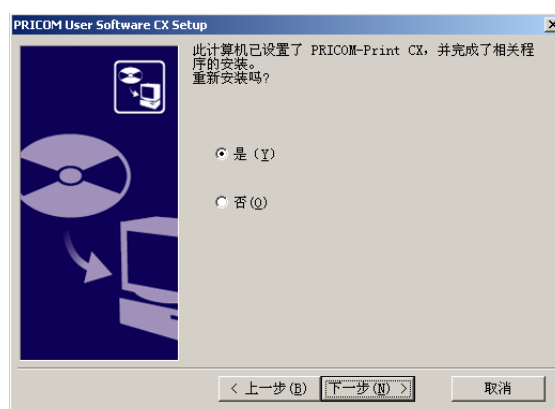 PRICOM User Software CX Setup
此计算机已设置了 PRICOM-Print CX，并完成了相关程
序的安装。
重新安装吗?
是 (Y)
否(O)
< 上一步(B)
下一步(N) >
取消